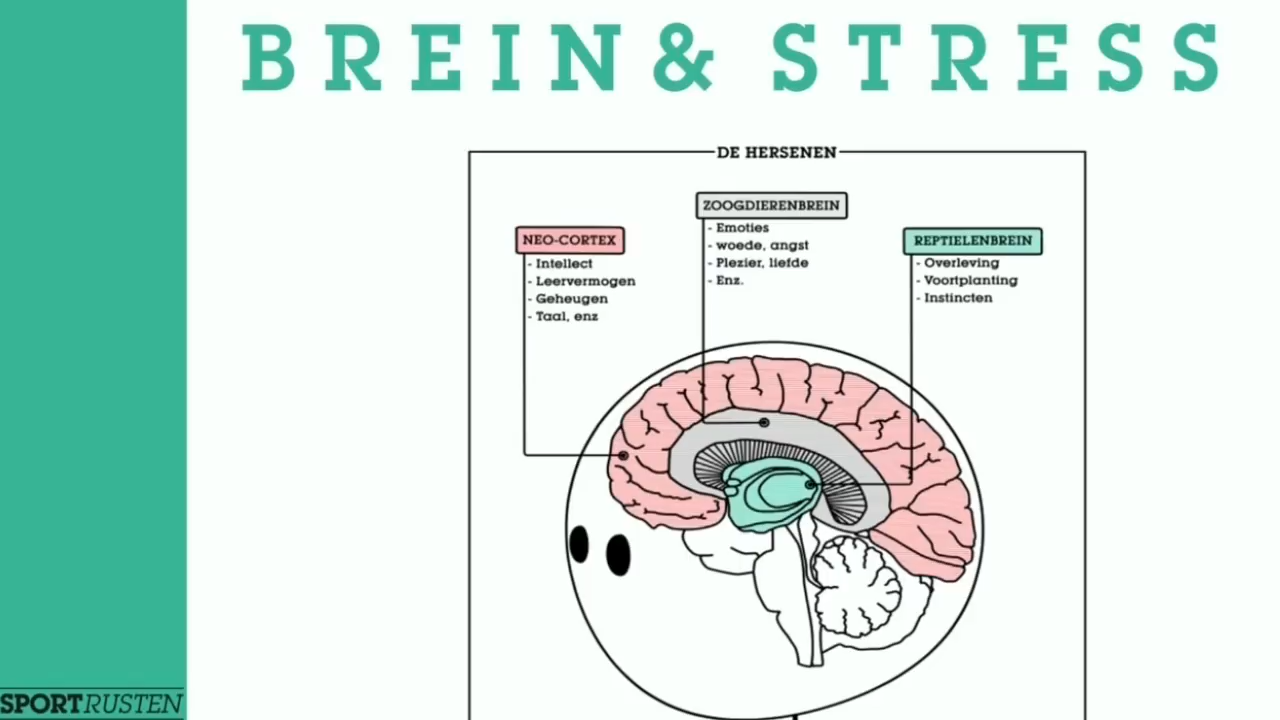 BREIN & STRESS
DE HERSENEN
ZOOGDIERENBREIN
- Emoties
- woede, angst
- Plezier, liefde
- Enz.
NEO-CORTEX
- Intellect
- Leervermogen
- Geheugen
- Taal, enz
REPTIELENBREIN
- Overleving
- Voortplanting
- Instincten
SPORTRUSTEN